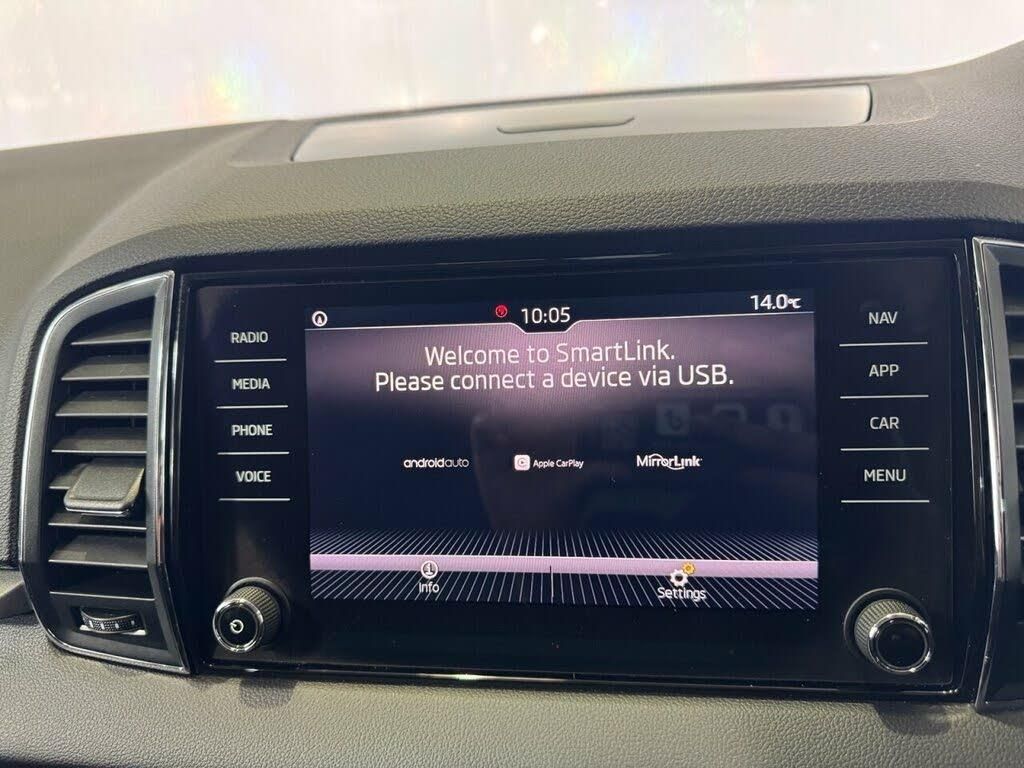 10:05
14.0°C
RADIO
MEDIA
PHONE
VOICE
Welcome to SmartLink.
Please connect a device via USB.
androidauto
Apple CarPlay
MirrorLink
Info
Settings
NAV
APP
CAR
MENU